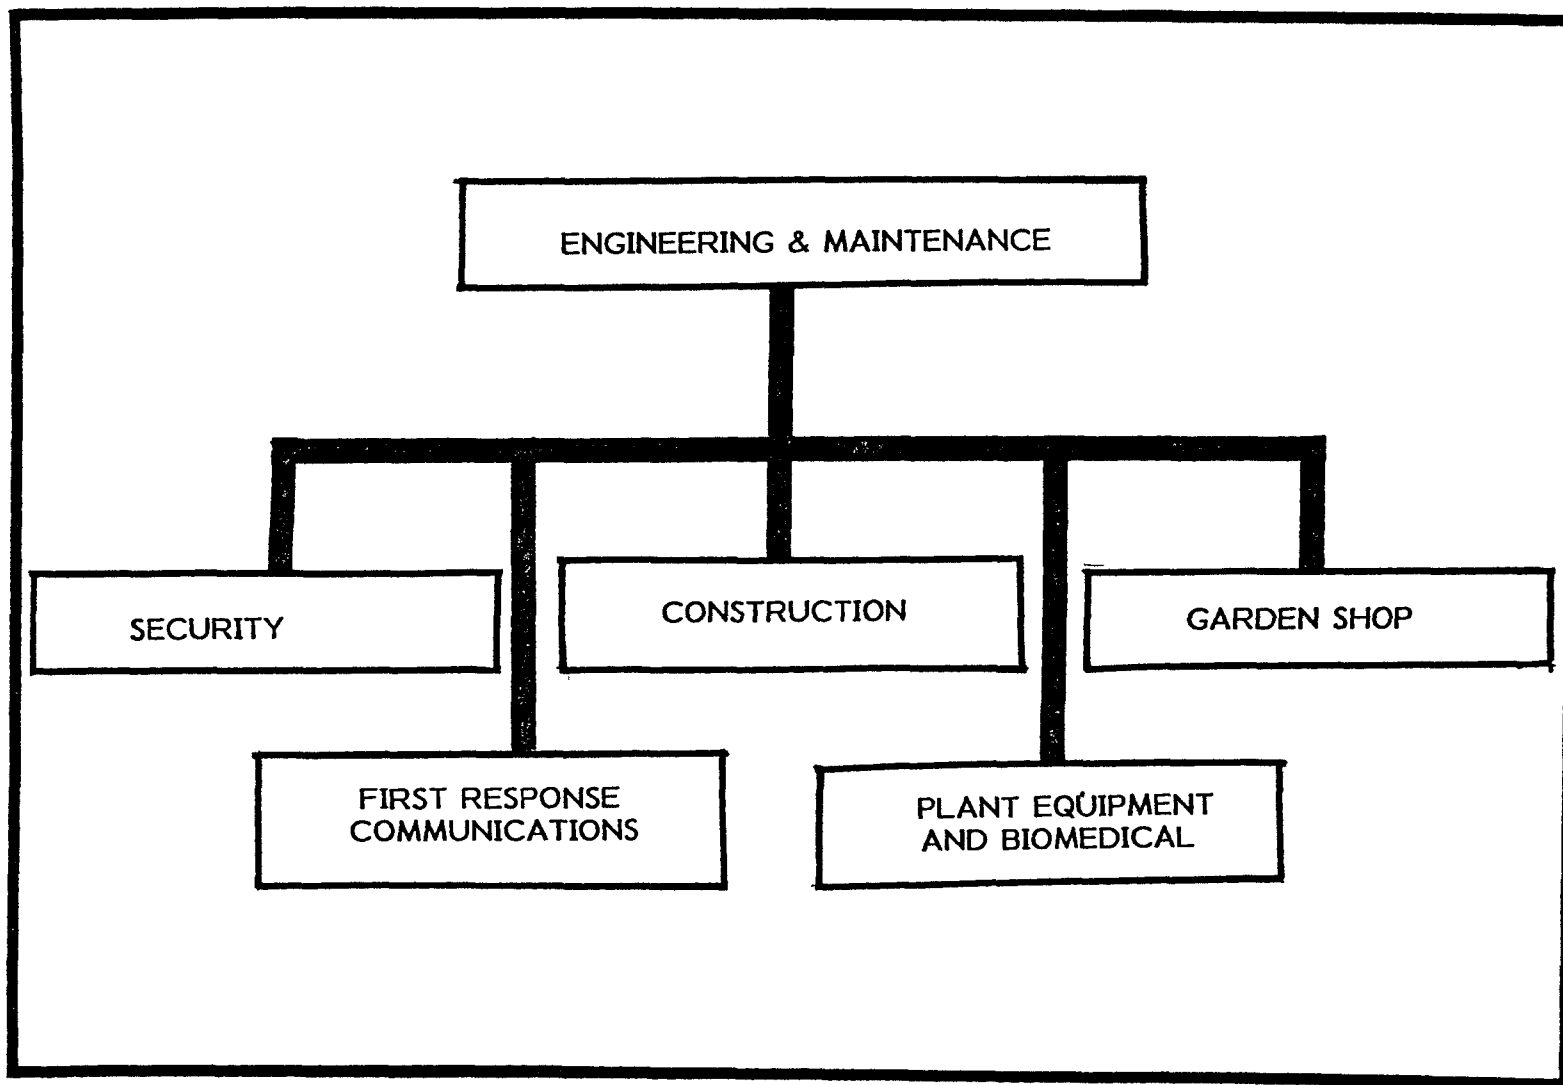 ENGINEERING & MAINTENANCE
SECURITY
CONSTRUCTION
GARDEN SHOP
FIRST RESPONSE
COMMUNICATIONS
PLANT EQUIPMENT
AND BIOMEDICAL